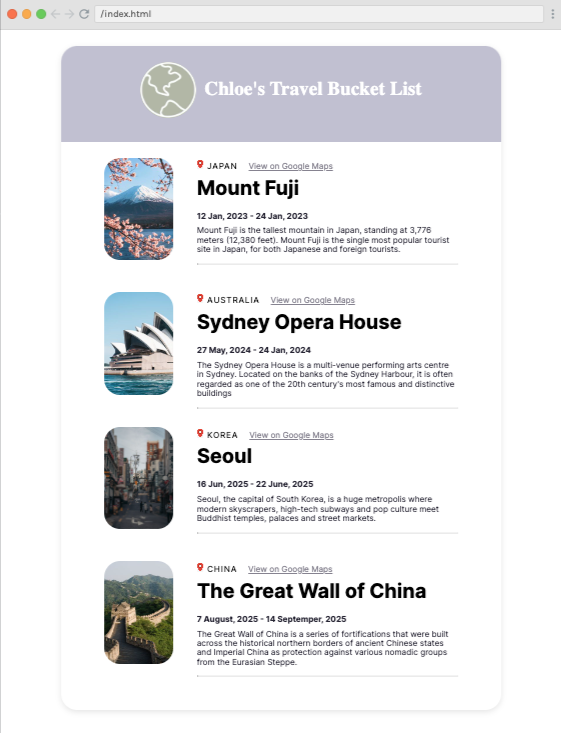 /index.html
Chloe's Travel Bucket List
JAPAN View on Google Maps
Mount Fuji
12 Jan, 2023 - 24 Jan, 2023
Mount Fuji is the tallest mountain in Japan, standing at 3,776
meters (12,380 feet). Mount Fuji is the single most popular tourist
site in Japan, for both Japanese and foreign tourists.
AUSTRALIA View on Google Maps
Sydney Opera House
27 May, 2024 - 24 Jan, 2024
The Sydney Opera House is a multi-venue performing arts centre
in Sydney. Located on the banks of the Sydney Harbour, it is often
regarded as one of the 20th century's most famous and distinctive
buildings
KOREA View on Google Maps
Seoul
16 Jun, 2025 - 22 June, 2025
Seoul, the capital of South Korea, is a huge metropolis where
modern skyscrapers, high-tech subways and pop culture meet
Buddhist temples, palaces and street markets.
CHINA View on Google Maps
The Great Wall of China
7 August, 2025 - 14 Septemper, 2025
The Great Wall of China is a series of fortifications that were built
across the historical northern borders of ancient Chinese states
and Imperial China as protection against various nomadic groups
from the Eurasian Steppe.